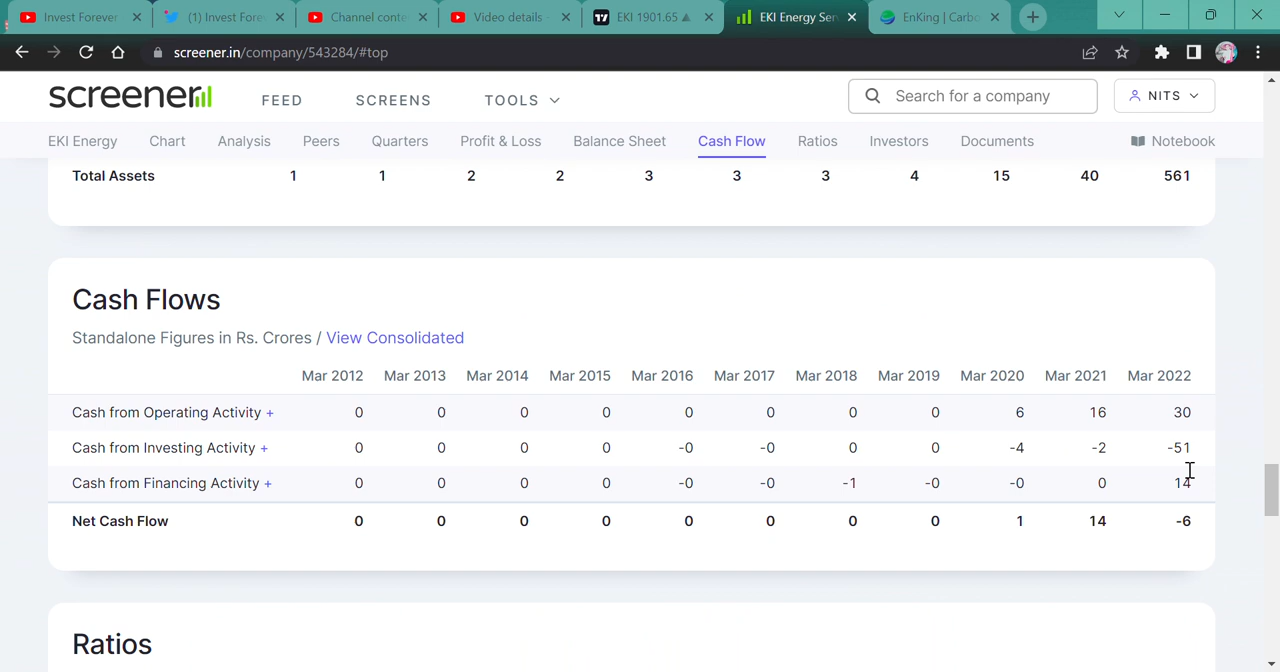 Invest Forever
(1) Invest Fore
Channel conte
Video details -
EKI 1901.65 ▲
EKI Energy Ser
EnKing | Carbo
screener.in/company/543284/#top
screener
FEED SCREENS TOOLS
Search for a company
NITS
EKI Energy Chart Analysis Peers Quarters Profit & Loss Balance Sheet Cash Flow Ratios Investors Documents Notebook
Total Assets 1 1 2 2 3 3 3 4 15 40 561
Cash Flows
Standalone Figures in Rs. Crores / View Consolidated
Mar 2012 Mar 2013 Mar 2014 Mar 2015 Mar 2016 Mar 2017 Mar 2018 Mar 2019 Mar 2020 Mar 2021 Mar 2022
Cash from Operating Activity + 0 0 0 0 0 0 0 0 6 16 30
Cash from Investing Activity + 0 0 0 0 -0 -0 0 0 -4 -2 -51
Cash from Financing Activity + 0 0 0 0 -0 -0 -1 -0 -0 0 14
Net Cash Flow 0 0 0 0 0 0 0 0 1 14 -6
Ratios